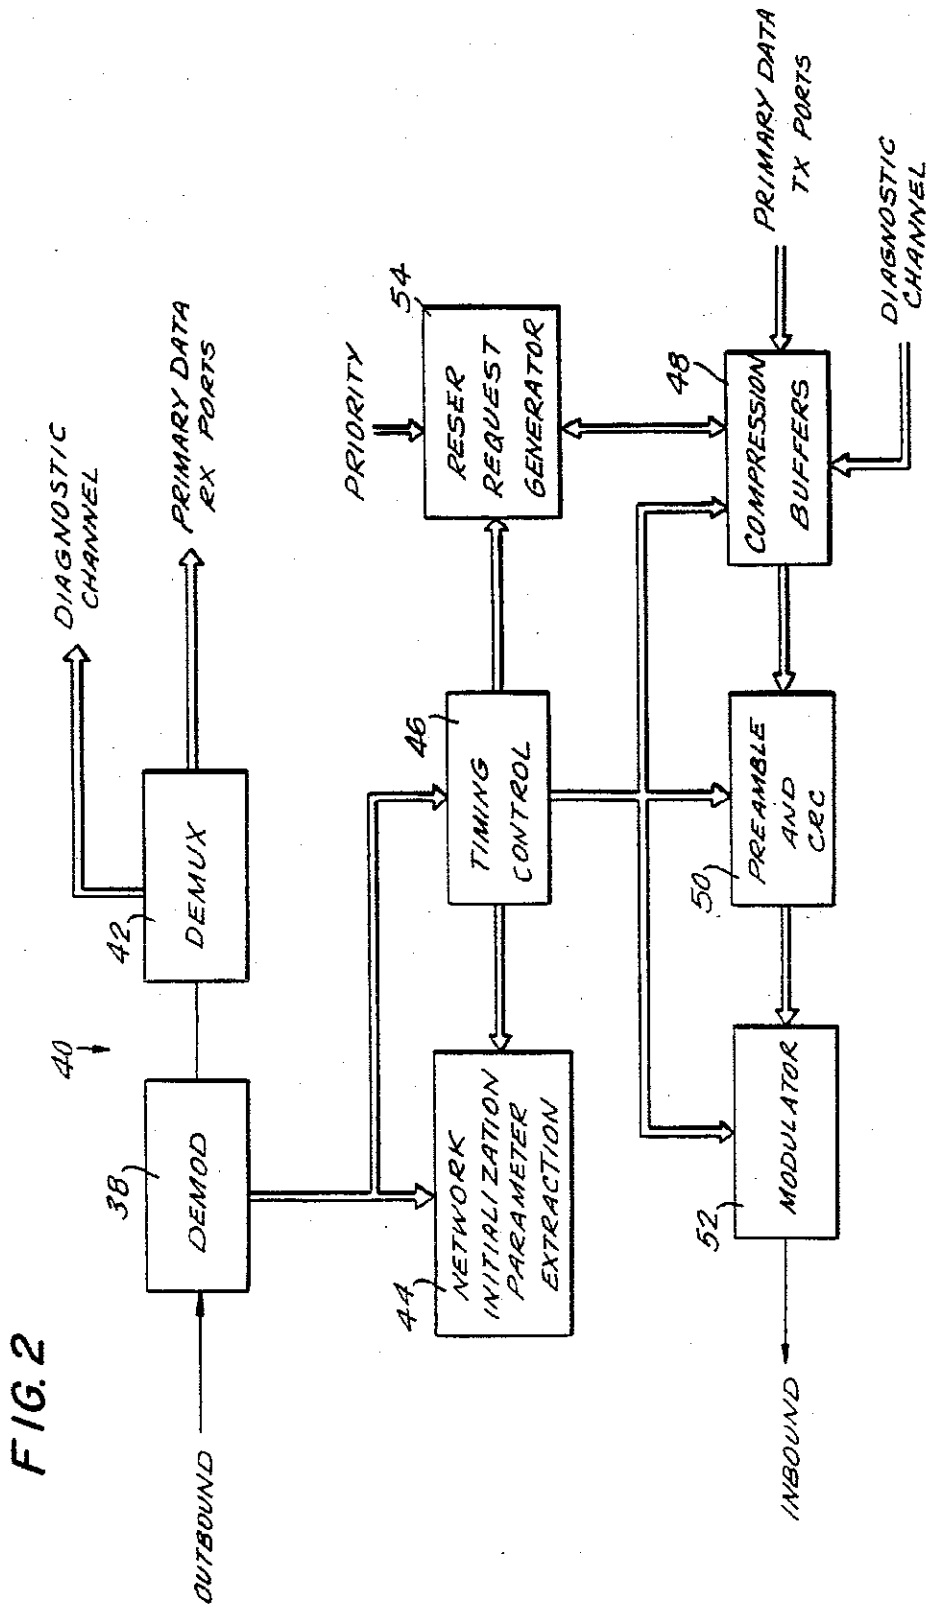 FIG. 2
OUTBOUND
38
DEMOD
40
42
DEMUX
DIAGNOSTIC
CHANNEL
PRIMARY DATA
RX PORTS
44
NETWORK
INITIALIZATION
PARAMETER
EXTRACTION
46
TIMING
CONTROL
PRIORITY
54
RESER
REQUEST
GENERATOR
INBOUND
52
MODULATOR
50
PREAMBLE
AND
CRC
48
COMPRESSION
BUFFERS
PRIMARY DATA
TX PORTS
DIAGNOSTIC
CHANNEL